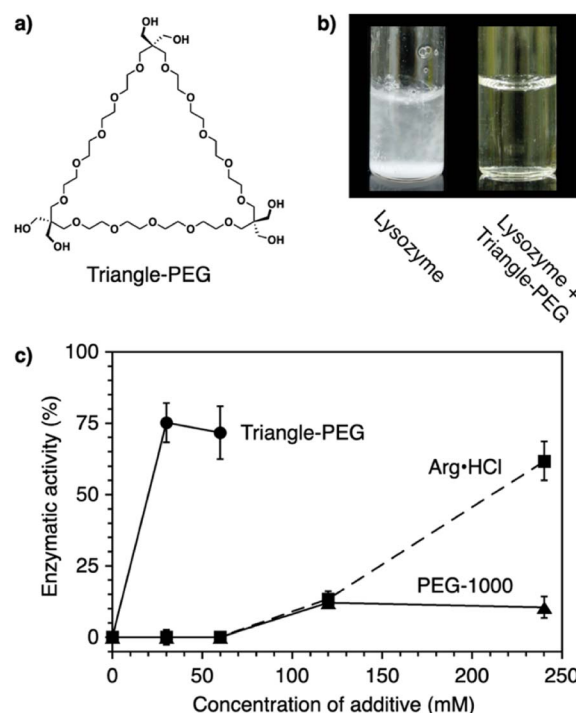 a)
HO
OH
O O
O O
O O
O O
O O
HO OH
O O O O O
OH OH
Triangle-PEG
b)
Lysozyme
Lysozyme +
Triangle-PEG
c)
100
75
50
25
0
Enzymatic activity (%)
Triangle-PEG
Arg•HCl
PEG-1000
0 50 100 150 200 250
Concentration of additive (mM)